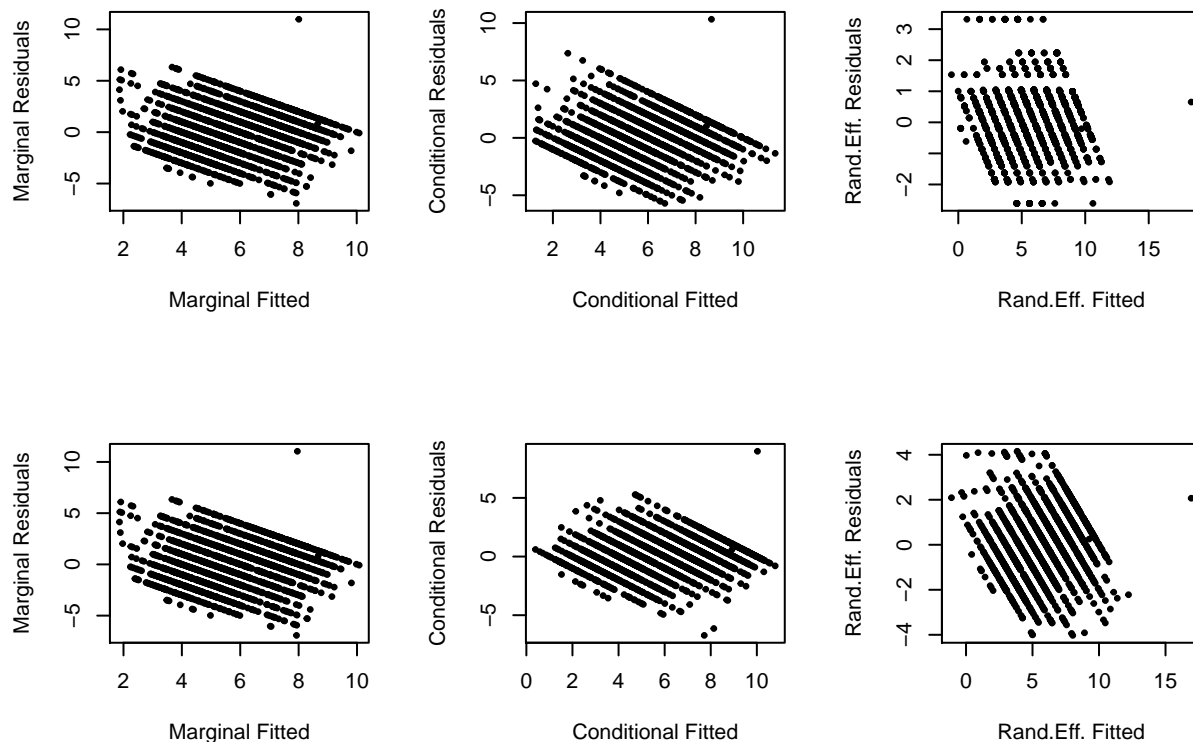 Marginal Residuals
10
5
0
−5
2 4 6 8 10
Marginal Fitted
Conditional Residuals
10
5
0
−5
2 4 6 8 10
Conditional Fitted
Rand.Eff. Residuals
3
1
0
−2
0 5 10 15
Rand.Eff. Fitted
Marginal Residuals
10
5
0
−5
2 4 6 8 10
Marginal Fitted
Conditional Residuals
5
0
−5
0 2 4 6 8 10
Conditional Fitted
Rand.Eff. Residuals
4
2
0
−2
−4
0 5 10 15
Rand.Eff. Fitted